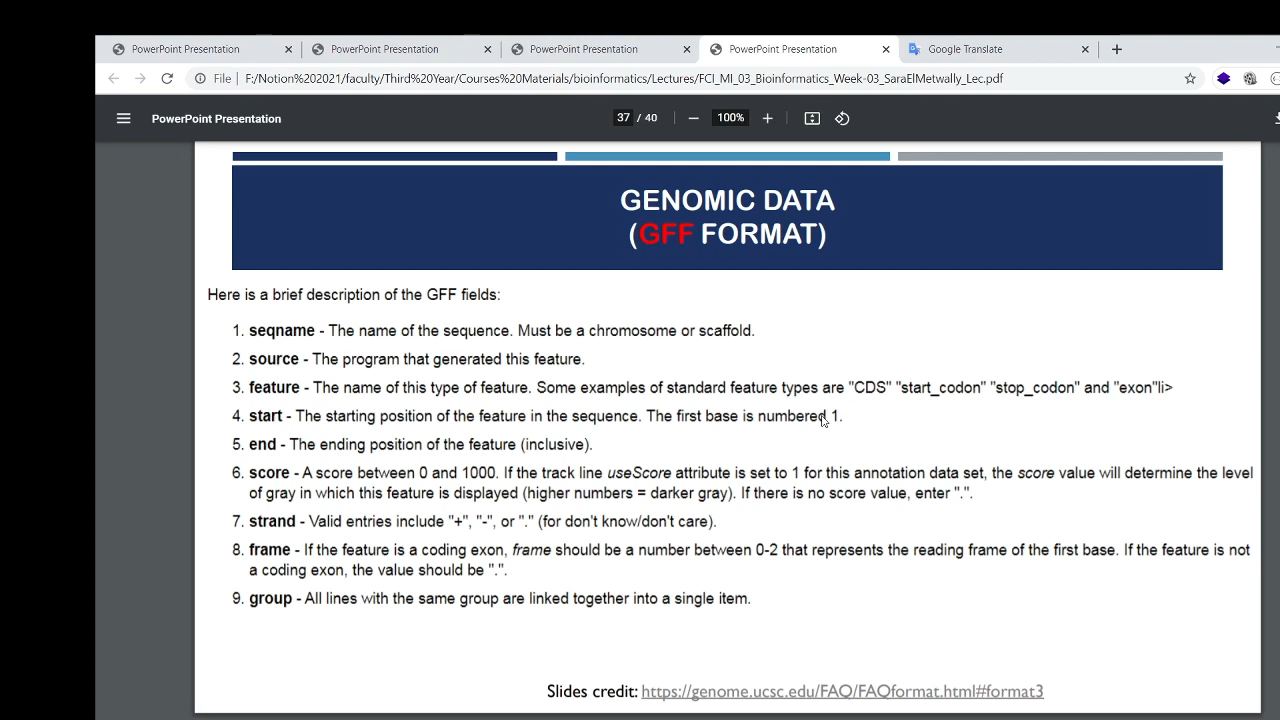 PowerPoint Presentation
PowerPoint Presentation
PowerPoint Presentation
PowerPoint Presentation
Google Translate
File
F:/Notion%202021/faculty/Third%20Year/Courses%20Materials/bioinformatics/Lectures/FCI_MI_03_Bioinformatics_Week-03_SaraElMetwally_Lec.pdf
PowerPoint Presentation
37 / 40
100%
GENOMIC DATA
(GFF FORMAT)
Here is a brief description of the GFF fields:
1. seqname - The name of the sequence. Must be a chromosome or scaffold.
2. source - The program that generated this feature.
3. feature - The name of this type of feature. Some examples of standard feature types are "CDS" "start_codon" "stop_codon" and "exon"li>
4. start - The starting position of the feature in the sequence. The first base is numbered 1.
5. end - The ending position of the feature (inclusive).
6. score - A score between 0 and 1000. If the track line useScore attribute is set to 1 for this annotation data set, the score value will determine the level
of gray in which this feature is displayed (higher numbers = darker gray). If there is no score value, enter ".".
7. strand - Valid entries include "+", "-", or "." (for don't know/don't care).
8. frame - If the feature is a coding exon, frame should be a number between 0-2 that represents the reading frame of the first base. If the feature is not
a coding exon, the value should be ".".
9. group - All lines with the same group are linked together into a single item.
Slides credit: https://genome.ucsc.edu/FAQ/FAQformat.html#format3